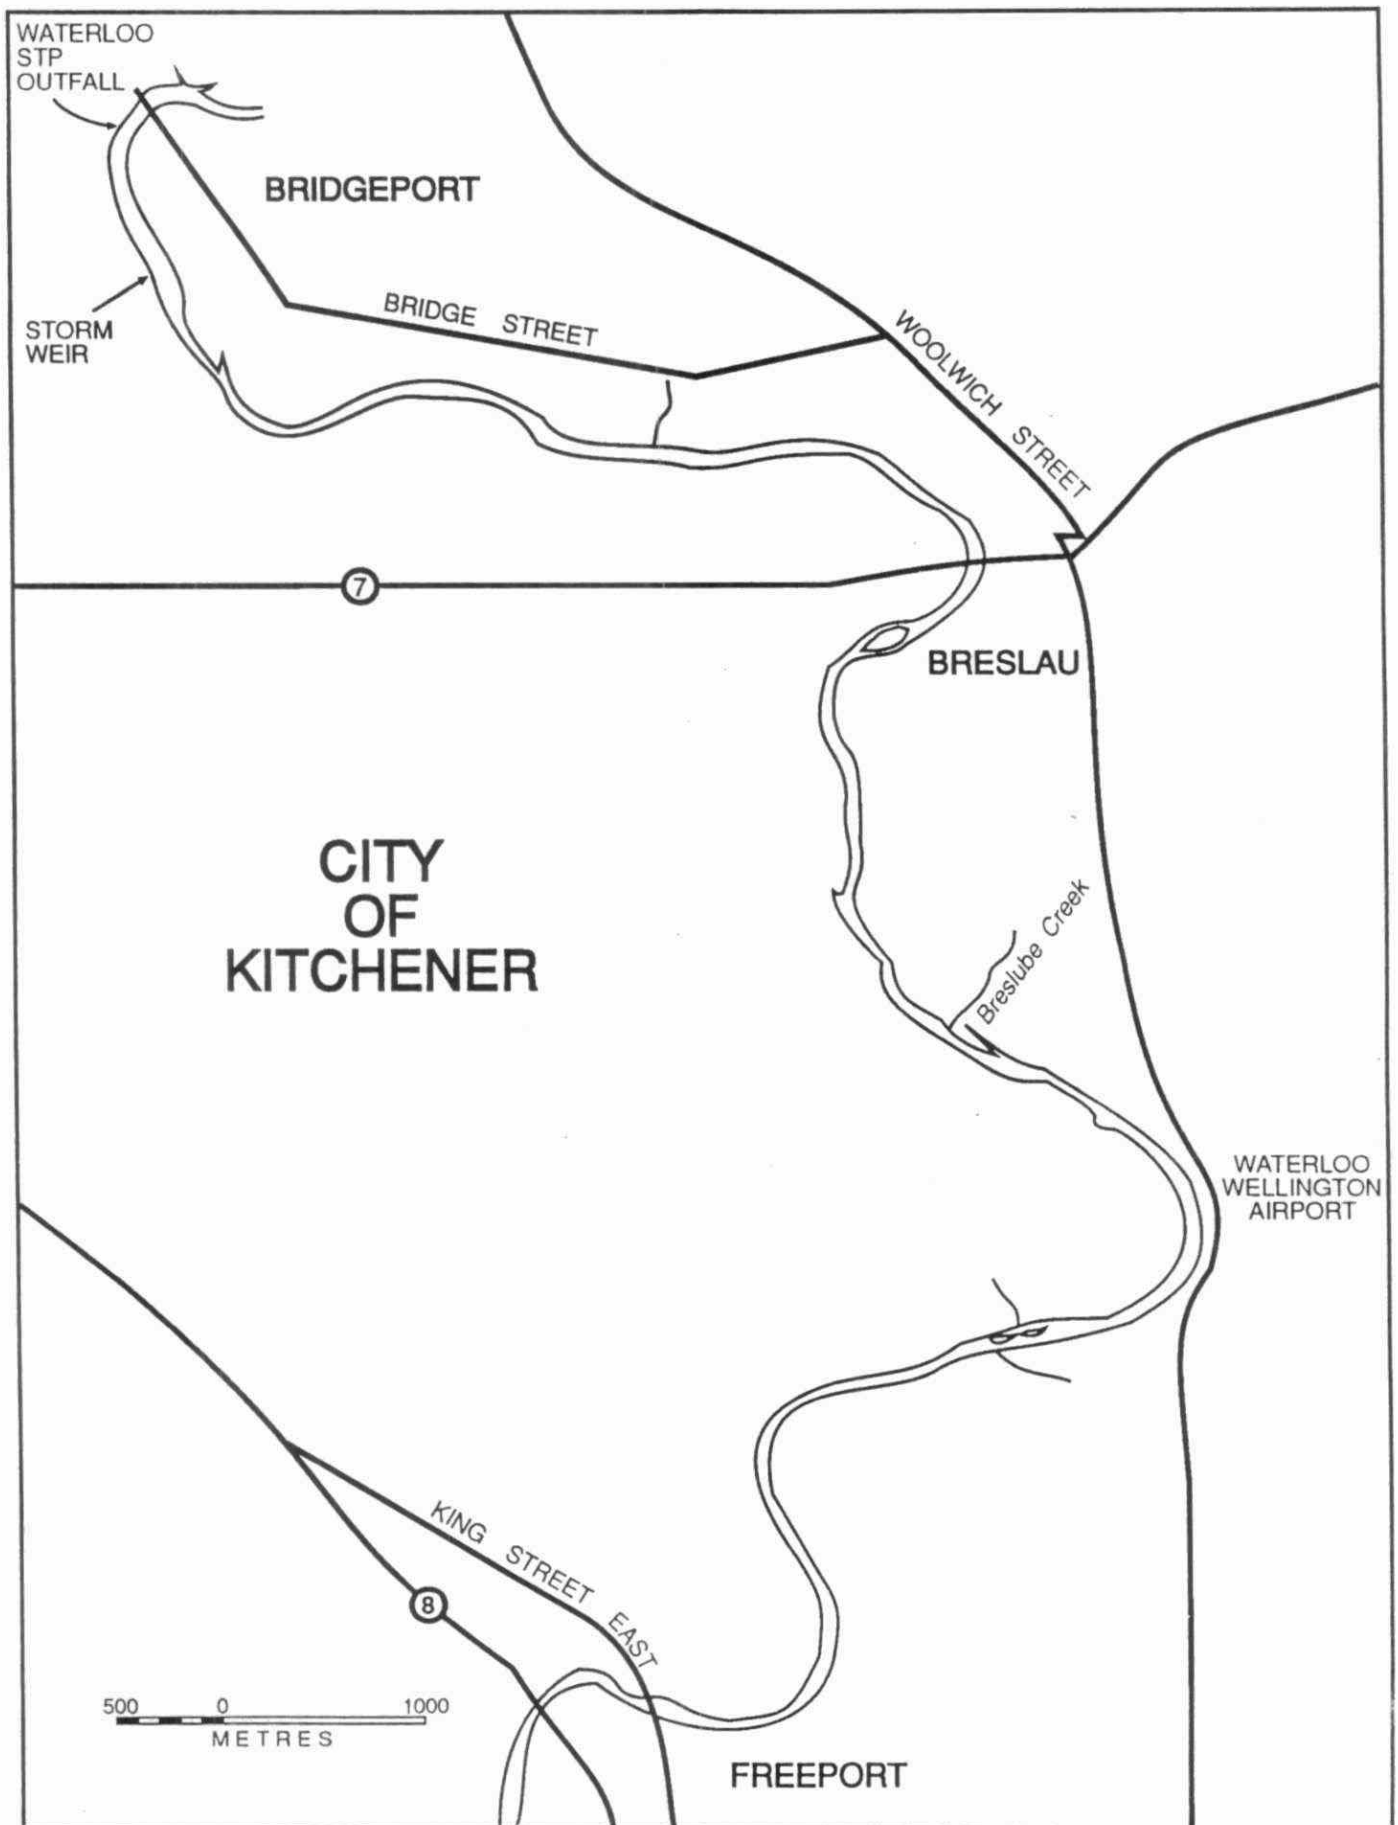 WATERLOO
STP
OUTFALL
BRIDGEPORT
BRIDGE STREET
STORM
WEIR
WOOLWICH STREET
7
BRESLAU
CITY
OF
KITCHENER
Breslube Creek
WATERLOO
WELLINGTON
AIRPORT
KING STREET EAST
8
500 0 1000
METRES
FREEPORT